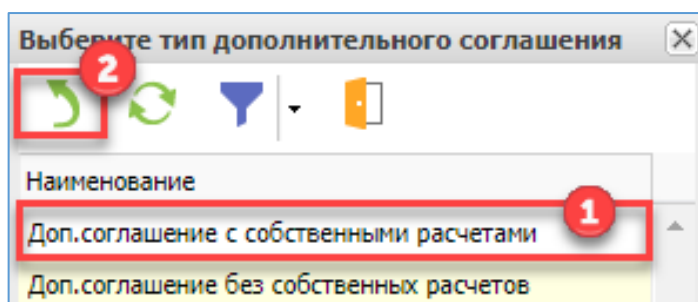 Выберите тип дополнительного соглашения
2
Наименование
1
Доп.соглашение с собственными расчетами
Доп.соглашение без собственных расчетов